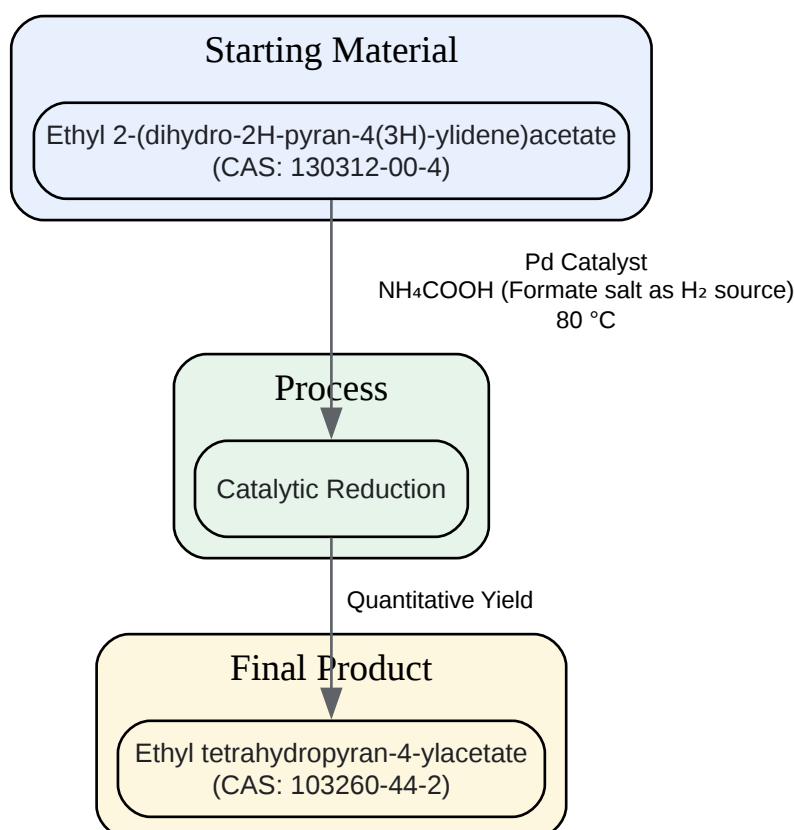 Starting Material
Ethyl 2-(dihydro-2H-pyran-4(3H)-ylidene)acetate
(CAS: 130312-00-4)
Pd Catalyst
NH₄COOH (Formate salt as H₂ source)
80 °C
Process
Catalytic Reduction
Quantitative Yield
Final Product
Ethyl tetrahydropyran-4-ylacetate
(CAS: 103260-44-2)